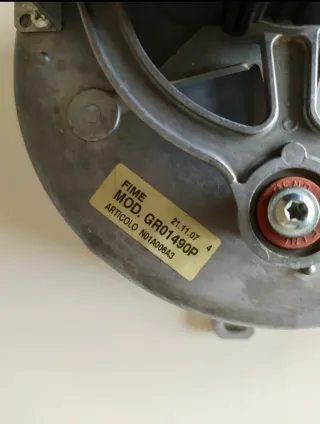 FIME 21.11.07
MOD. GR01490P
ARTICOLO N01A006A3 4